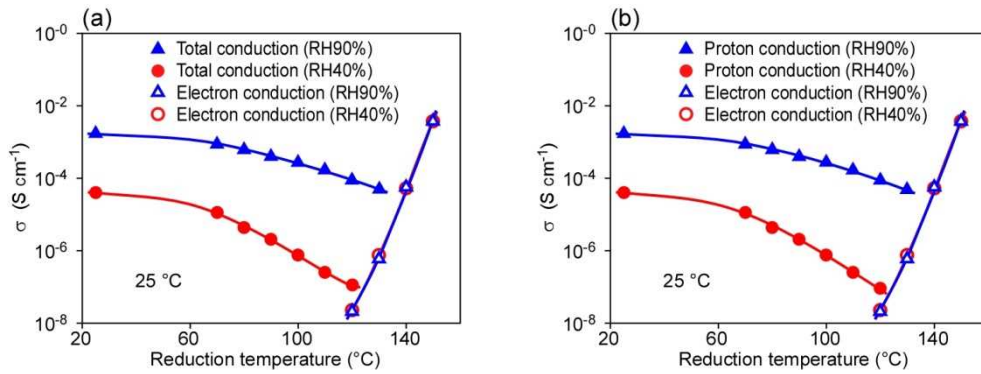 (a)
10⁻⁰
10⁻²
10⁻⁴
10⁻⁶
10⁻⁸
σ (S cm⁻¹)
Total conduction (RH90%)
Total conduction (RH40%)
Electron conduction (RH90%)
Electron conduction (RH40%)
25 °C
20 60 100 140
Reduction temperature (°C)
(b)
10⁻⁰
10⁻²
10⁻⁴
10⁻⁶
10⁻⁸
σ (S cm⁻¹)
Proton conduction (RH90%)
Proton conduction (RH40%)
Electron conduction (RH90%)
Electron conduction (RH40%)
25 °C
20 60 100 140
Reduction temperature (°C)